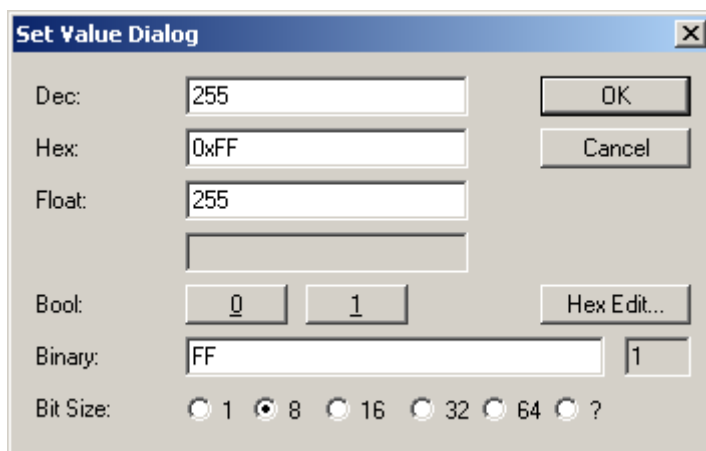 Set Value Dialog
Dec: 255 OK
Hex: 0xFF Cancel
Float: 255
Bool: 0 1 Hex Edit...
Binary: FF 1
Bit Size: 1 8 16 32 64 ?